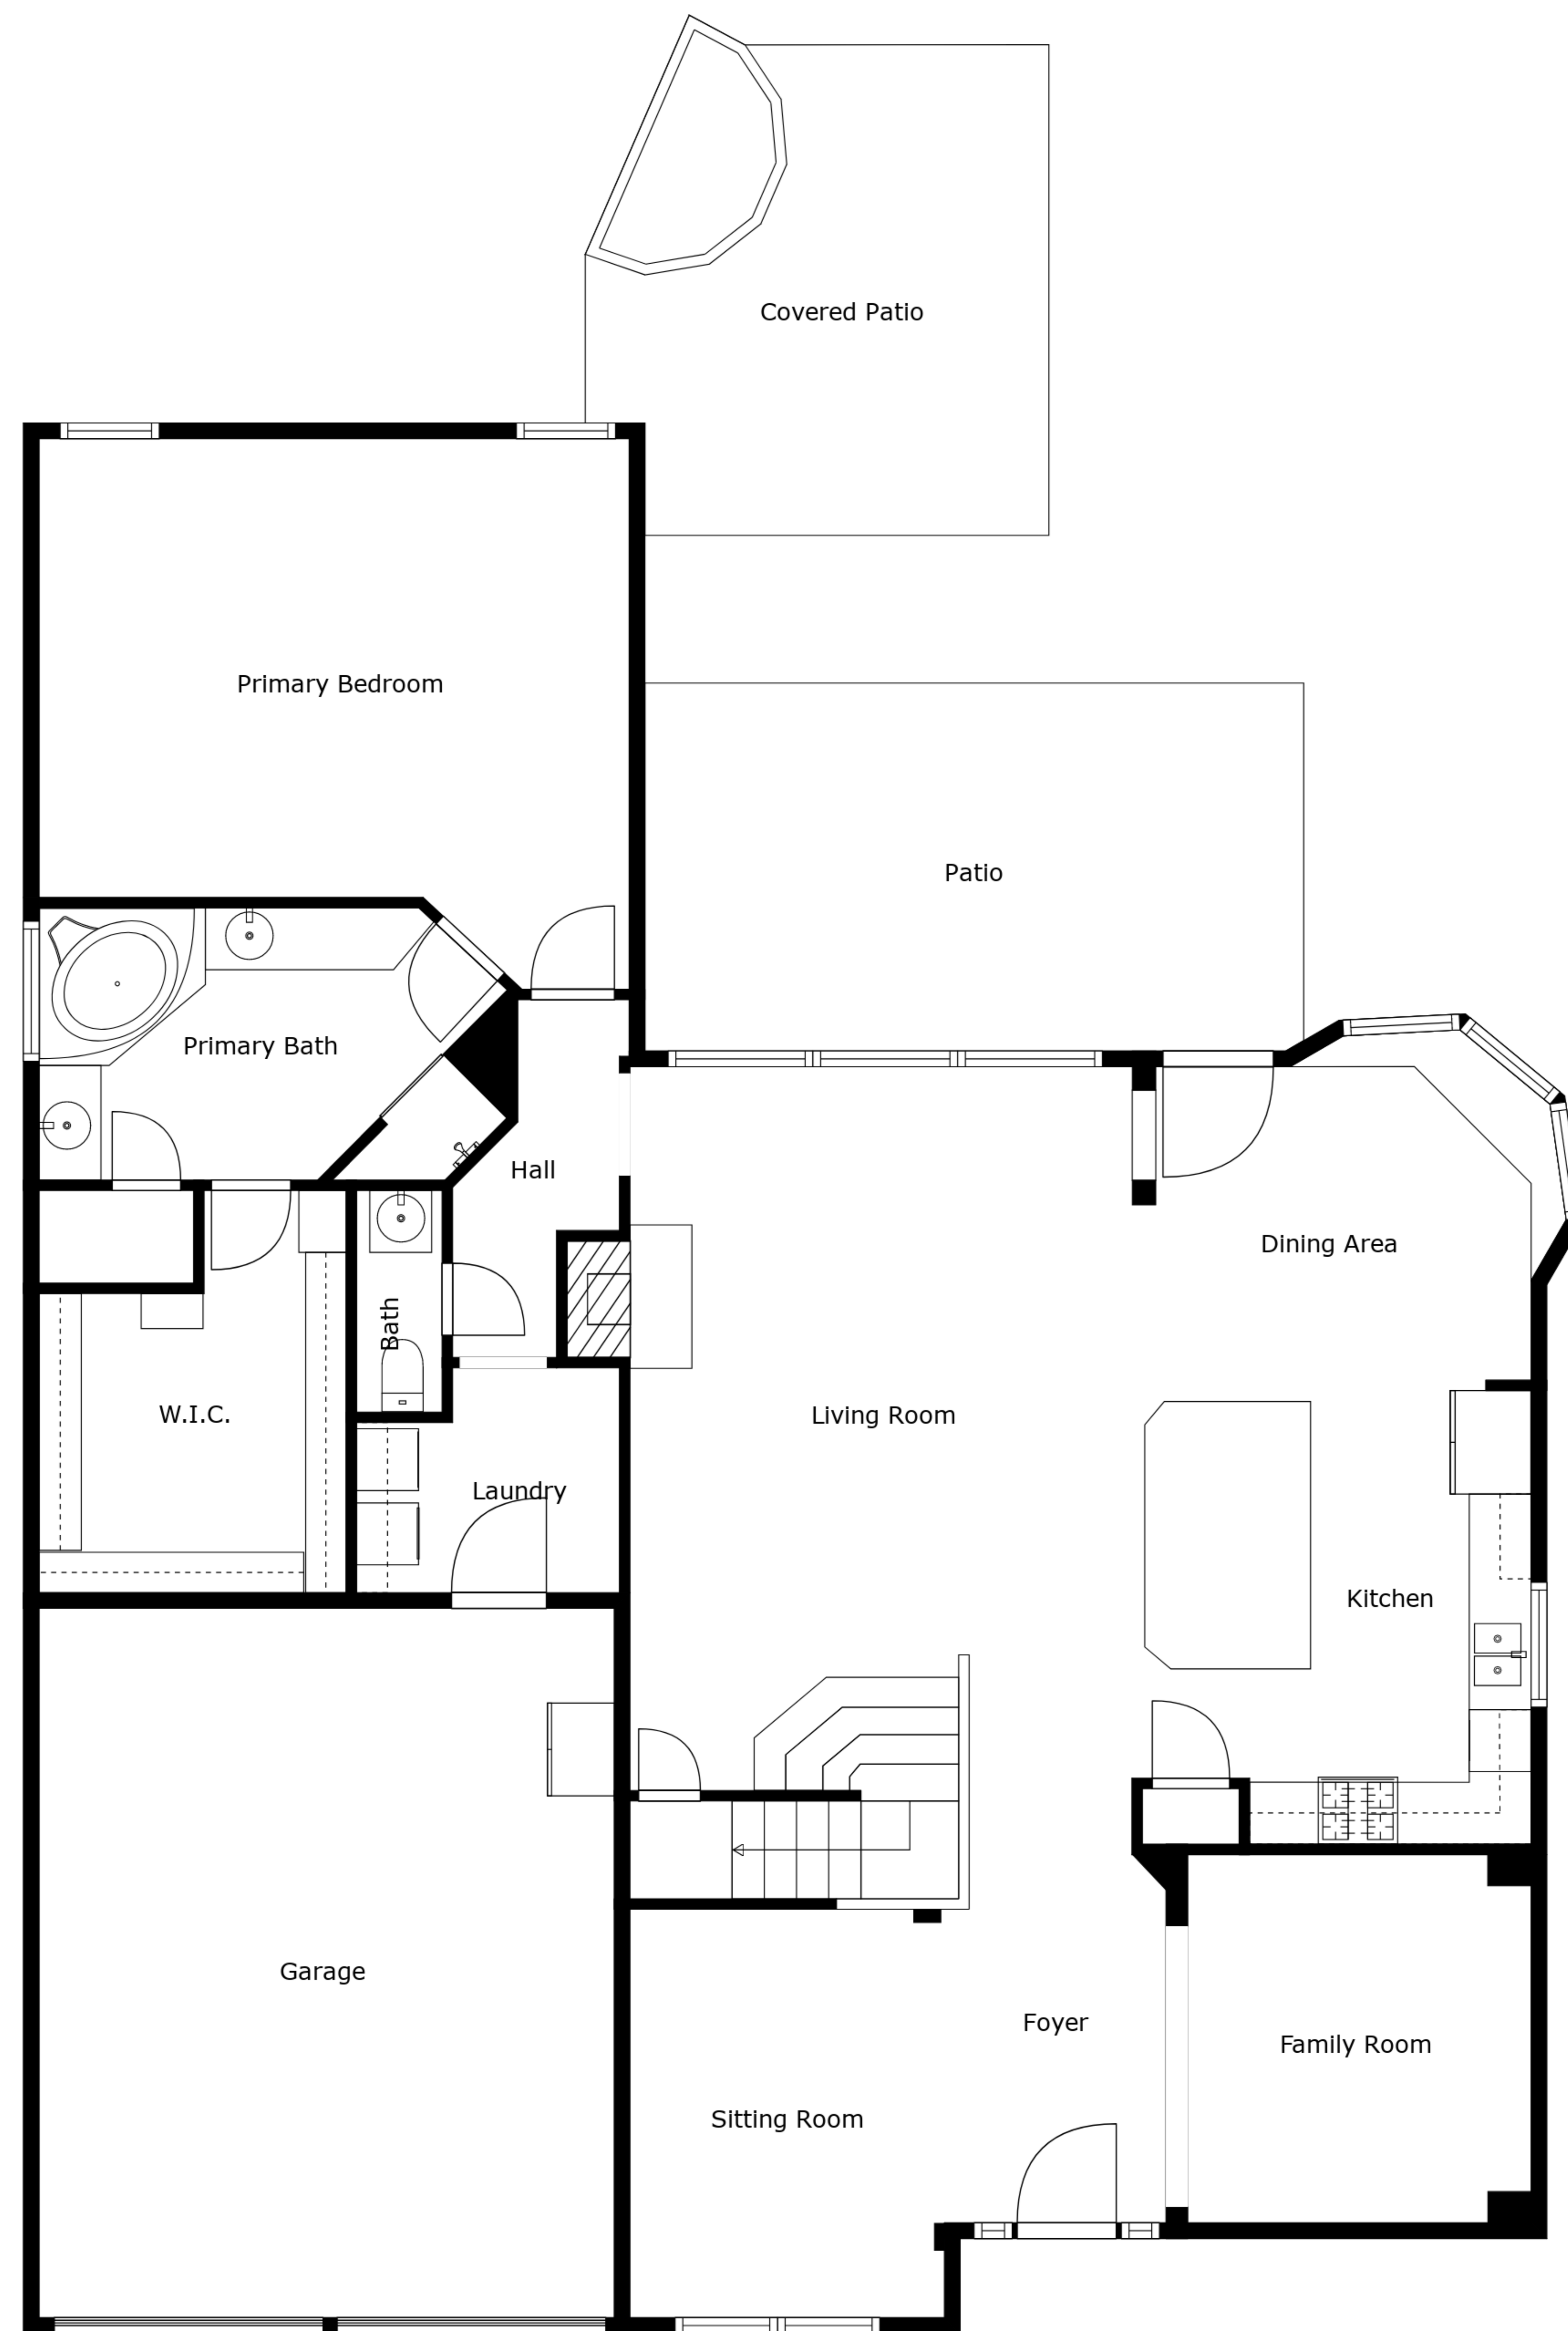 Covered Patio
Primary Bedroom
Patio
Primary Bath
Hall
Dining Area
Bath
W.I.C.
Living Room
Laundry
Kitchen
Garage
Foyer
Family Room
Sitting Room